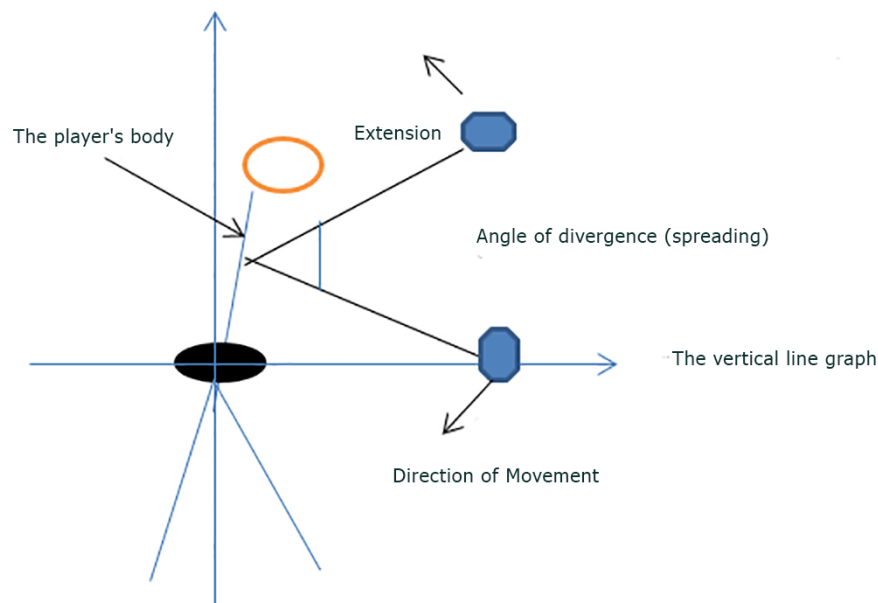 The player's body
Extension
Angle of divergence (spreading)
The vertical line graph
Direction of Movement